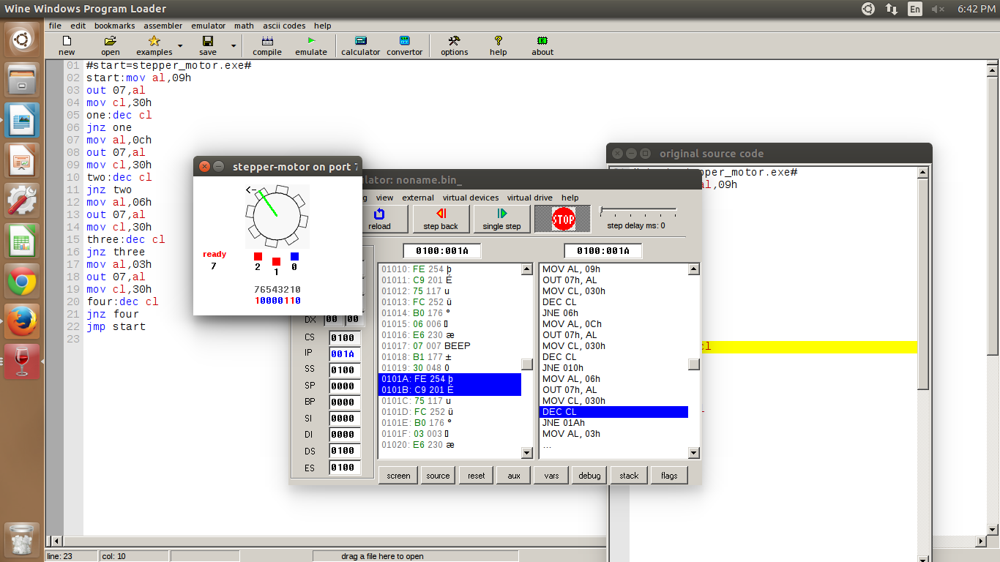 Wine Windows Program Loader
En
6:42 PM
file edit bookmarks assembler emulator math ascii codes help
new open examples save compile emulate calculator convertor options help about
01 #start=stepper_motor.exe#
02 start:mov al,09h
03 out 07,al
04 mov cl,30h
05 one:dec cl
06 jnz one
07 mov al,0ch
08 out 07,al
09 mov cl,30h
10 two:dec cl
11 jnz two
12 mov al,06h
13 out 07,al
14 mov cl,30h
15 three:dec cl
16 jnz three
17 mov al,03h
18 out 07,al
19 mov cl,30h
20 four:dec cl
21 jnz four
22 jmp start
23
stepper-motor on port 7
<-
ready
7
2 1 0
76543210
10000110
lator: noname.bin_
view external virtual devices virtual drive help
reload step back single step STOP step delay ms: 0
0100:001A 0100:001A
01010: FE 254 þ
01011: C9 201 É
01012: 75 117 u
01013: FC 252 ü
01014: B0 176 °
01015: 06 006
01016: E6 230 æ
01017: 07 007 BEEP
01018: B1 177 ±
01019: 30 048 0
0101A: FE 254 þ
0101B: C9 201 É
0101C: 75 117 u
0101D: FC 252 ü
0101E: B0 176 °
0101F: 03 003
01020: E6 230 æ
MOV AL, 09h
OUT 07h, AL
MOV CL, 030h
DEC CL
JNE 06h
MOV AL, 0Ch
OUT 07h, AL
MOV CL, 030h
DEC CL
JNE 010h
MOV AL, 06h
OUT 07h, AL
MOV CL, 030h
DEC CL
JNE 01Ah
MOV AL, 03h
...
DX 00 00
CS 0100
IP 001A
SS 0100
SP 0000
BP 0000
SI 0000
DI 0000
DS 0100
ES 0100
screen source reset aux vars debug stack flags
original source code
stepper_motor.exe#
al,09h
cl
line: 23 col: 10 drag a file here to open